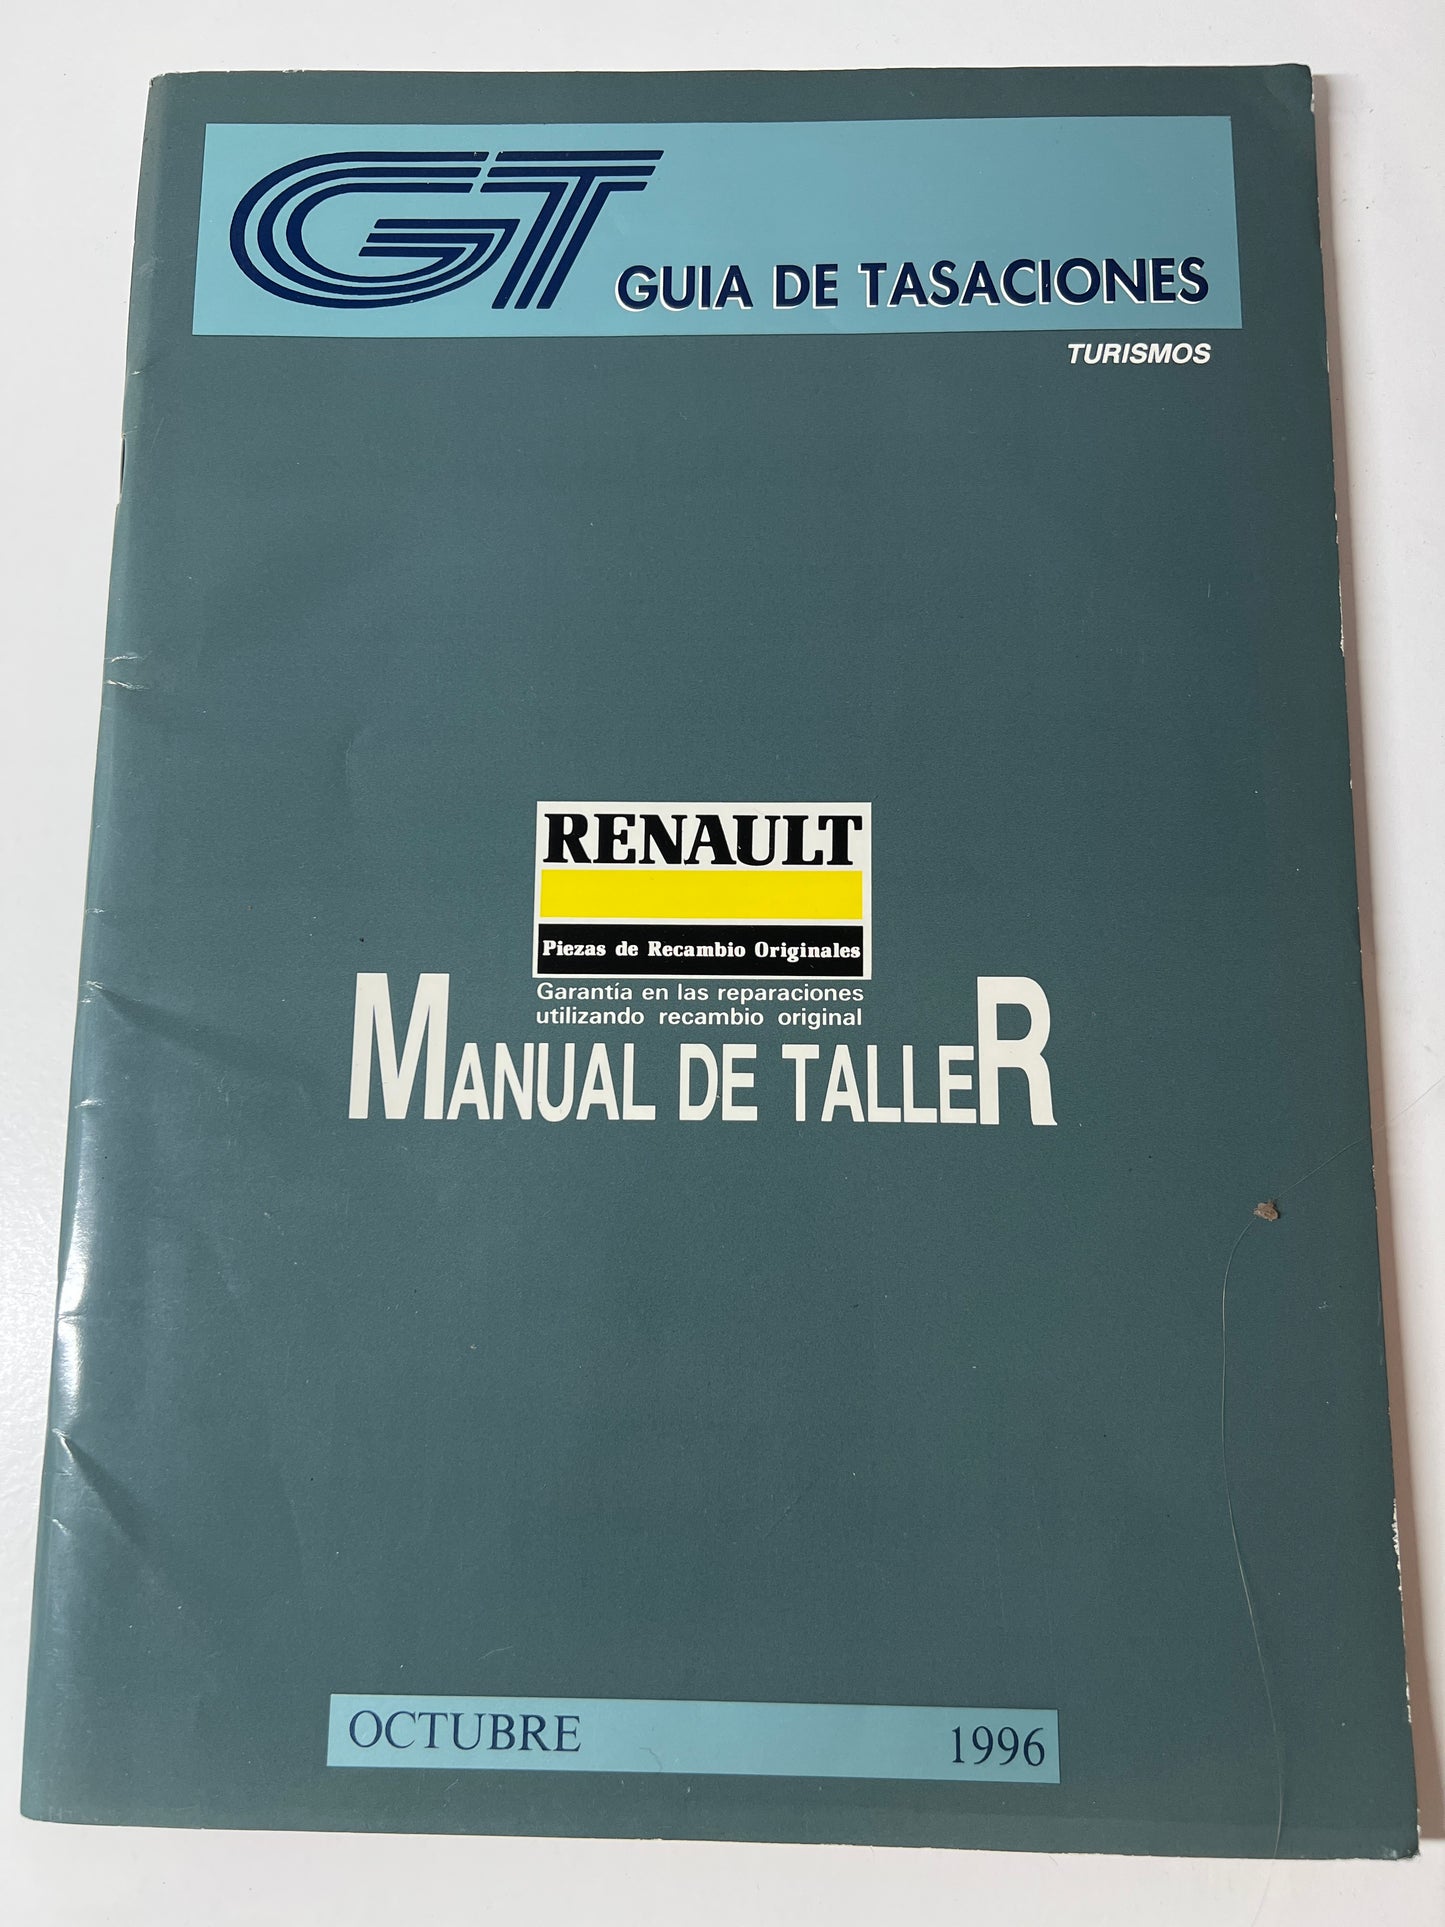 GT GUIA DE TASACIONES
TURISMOS
RENAULT
Piezas de Recambio Originales
Garantía en las reparaciones
utilizando recambio original
MANUAL DE TALLER
OCTUBRE 1996